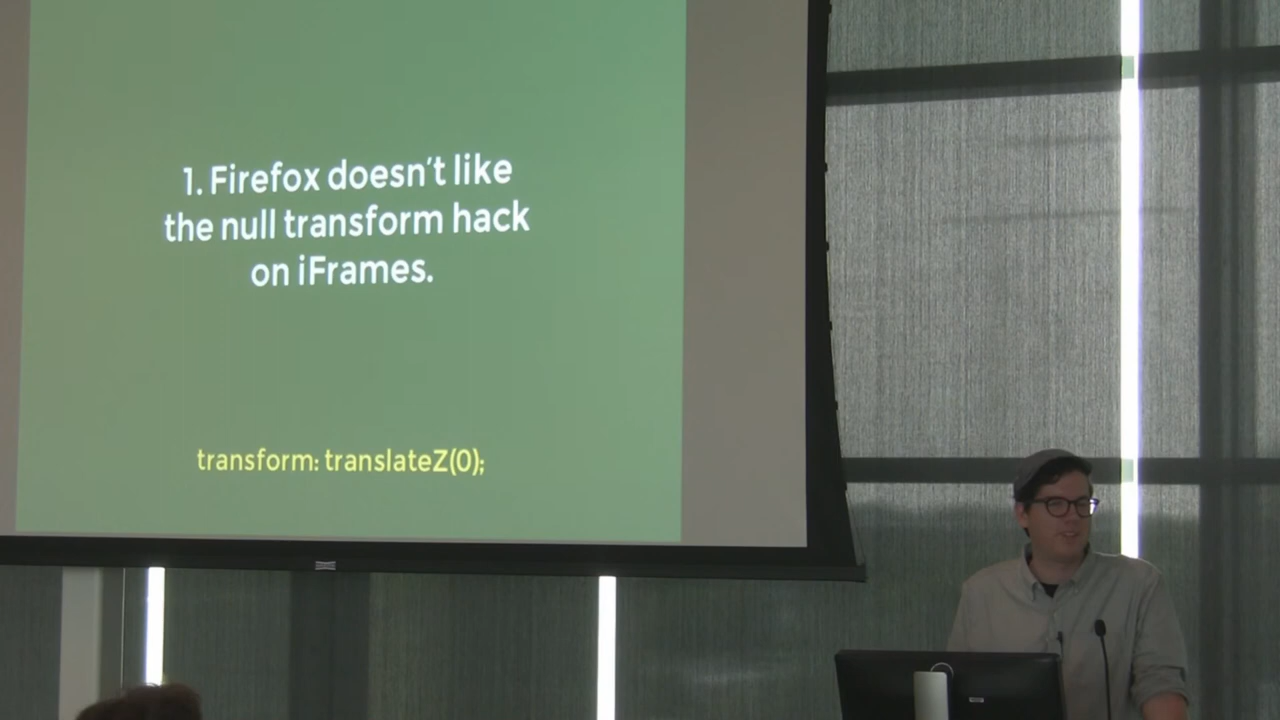 1. Firefox doesn't like
the null transform hack
on iFrames.
transform: translateZ(0);